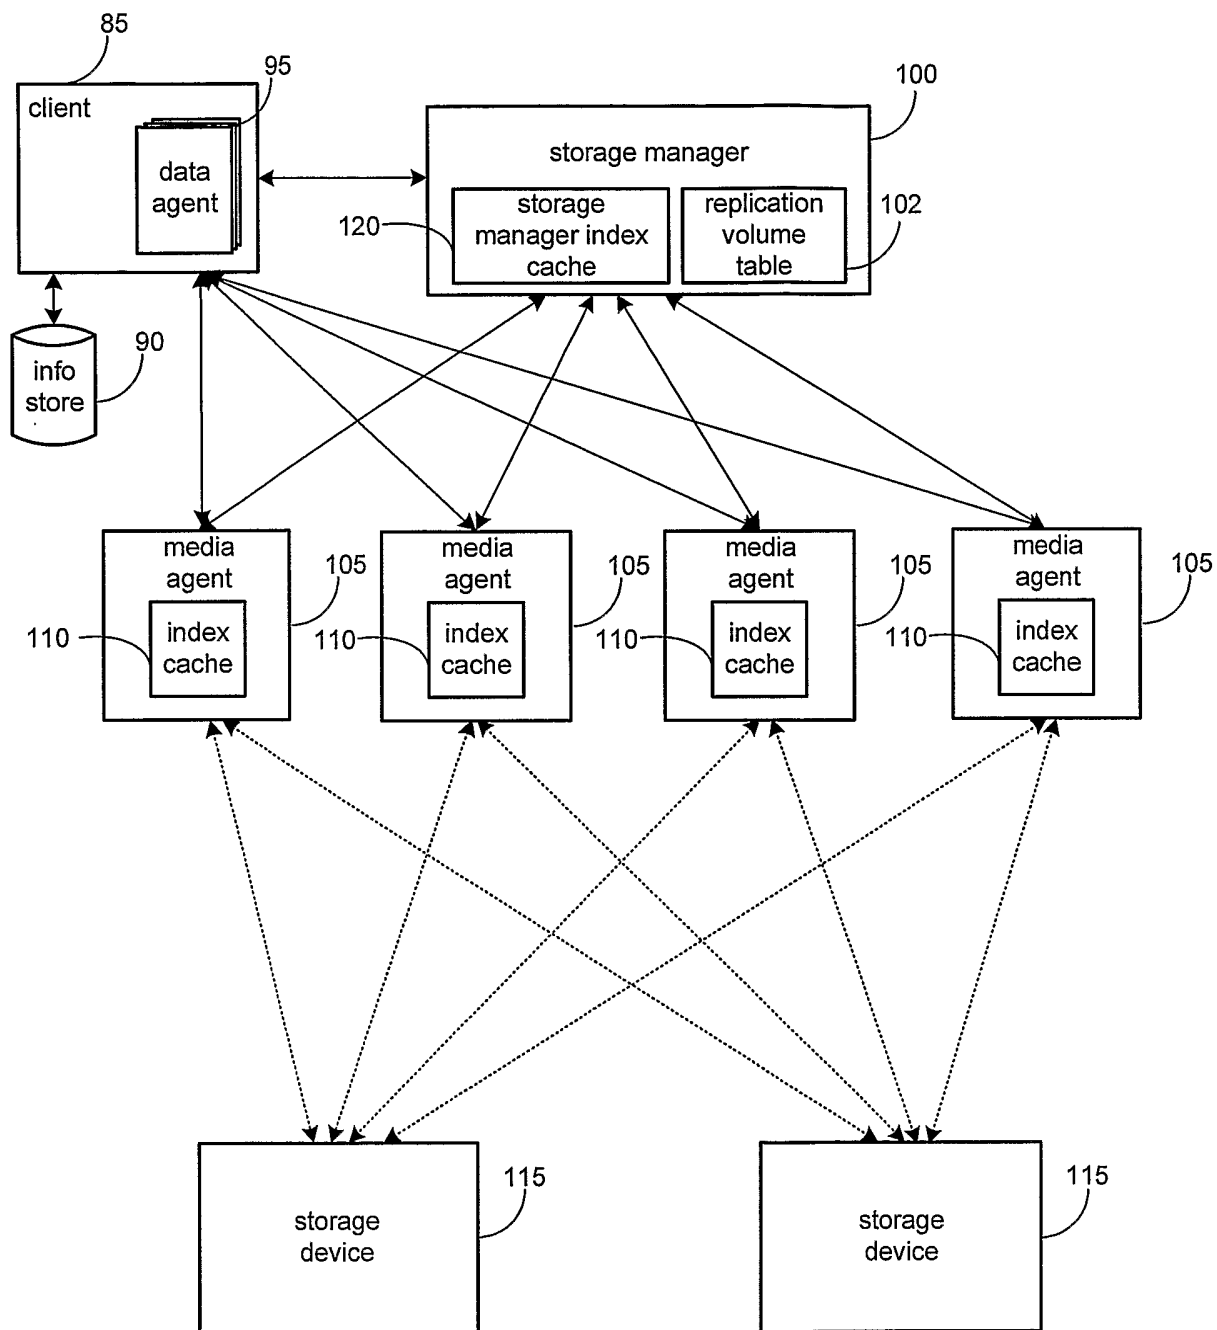 85
client
95
data
agent
100
storage manager
storage
manager index
cache
120
replication
volume
table
102
90
info
store
media
agent
105
index
cache
110
media
agent
105
index
cache
110
media
agent
105
index
cache
110
media
agent
105
index
cache
110
storage
device
115
storage
device
115